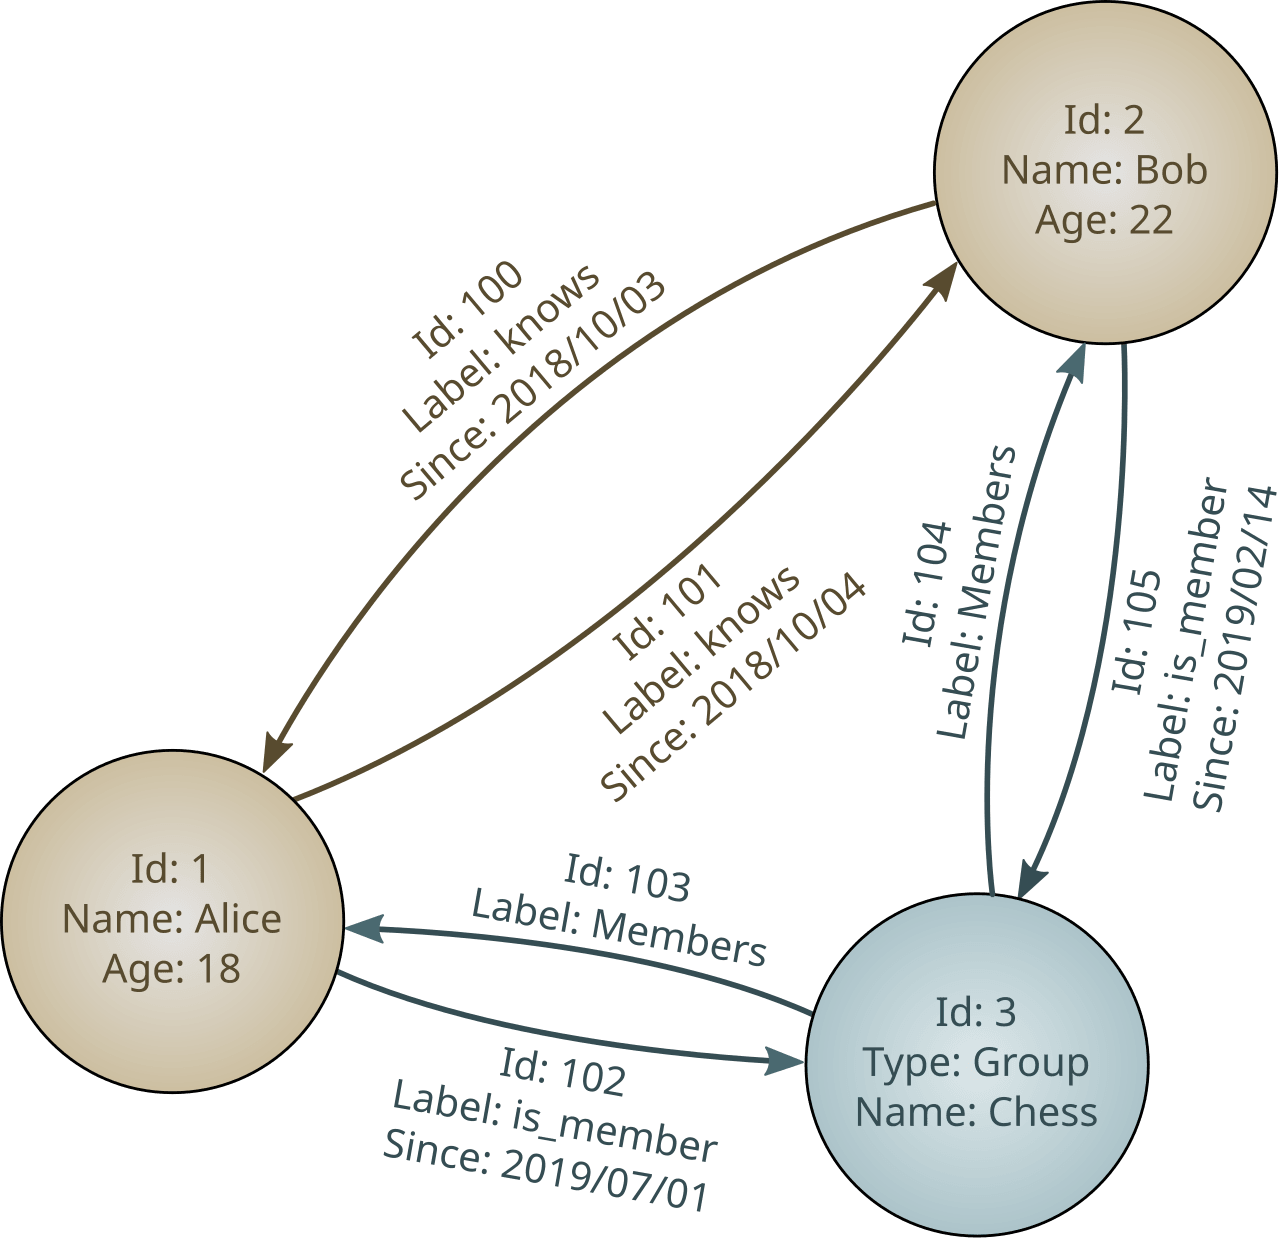 Id: 2
Name: Bob
Age: 22
Id: 100
Label: knows
Since: 2018/10/03
Id: 101
Label: knows
Since: 2018/10/04
Id: 104
Label: Members
Id: 105
Label: is_member
Since: 2019/02/14
Id: 1
Name: Alice
Age: 18
Id: 103
Label: Members
Id: 102
Label: is_member
Since: 2019/07/01
Id: 3
Type: Group
Name: Chess